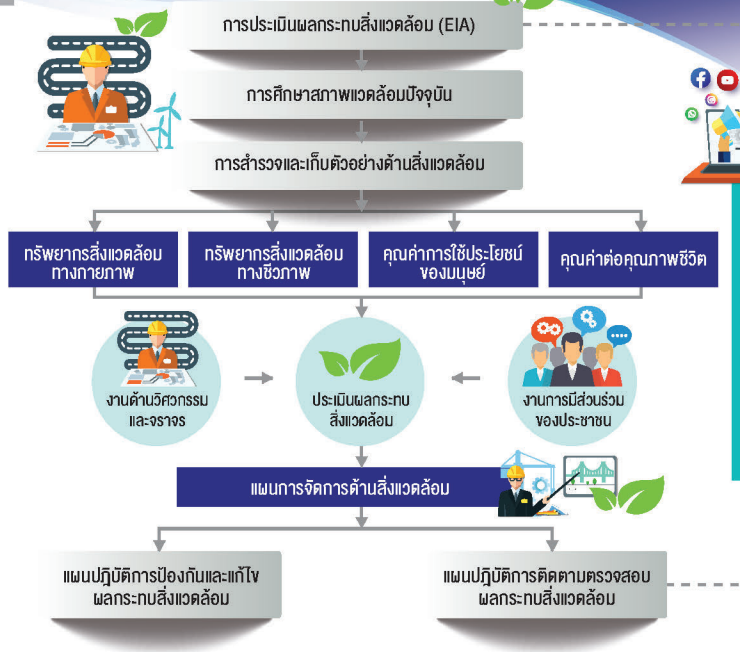 การประเมินผลกระทบสิ่งแวดล้อม (EIA)
การศึกษาสภาพแวดล้อมปัจจุบัน
การสำรวจและเก็บตัวอย่างด้านสิ่งแวดล้อม
ทรัพยากรสิ่งแวดล้อม
ทางกายภาพ
ทรัพยากรสิ่งแวดล้อม
ทางชีวภาพ
คุณค่าการใช้ประโยชน์
ของมนุษย์
คุณค่าต่อคุณภาพชีวิต
งานด้านวิศวกรรม
และจราจร
ประเมินผลกระทบ
สิ่งแวดล้อม
งานการมีส่วนร่วม
ของประชาชน
แผนการจัดการด้านสิ่งแวดล้อม
แผนปฏิบัติการป้องกันและแก้ไข
ผลกระทบสิ่งแวดล้อม
แผนปฏิบัติการติดตามตรวจสอบ
ผลกระทบสิ่งแวดล้อม